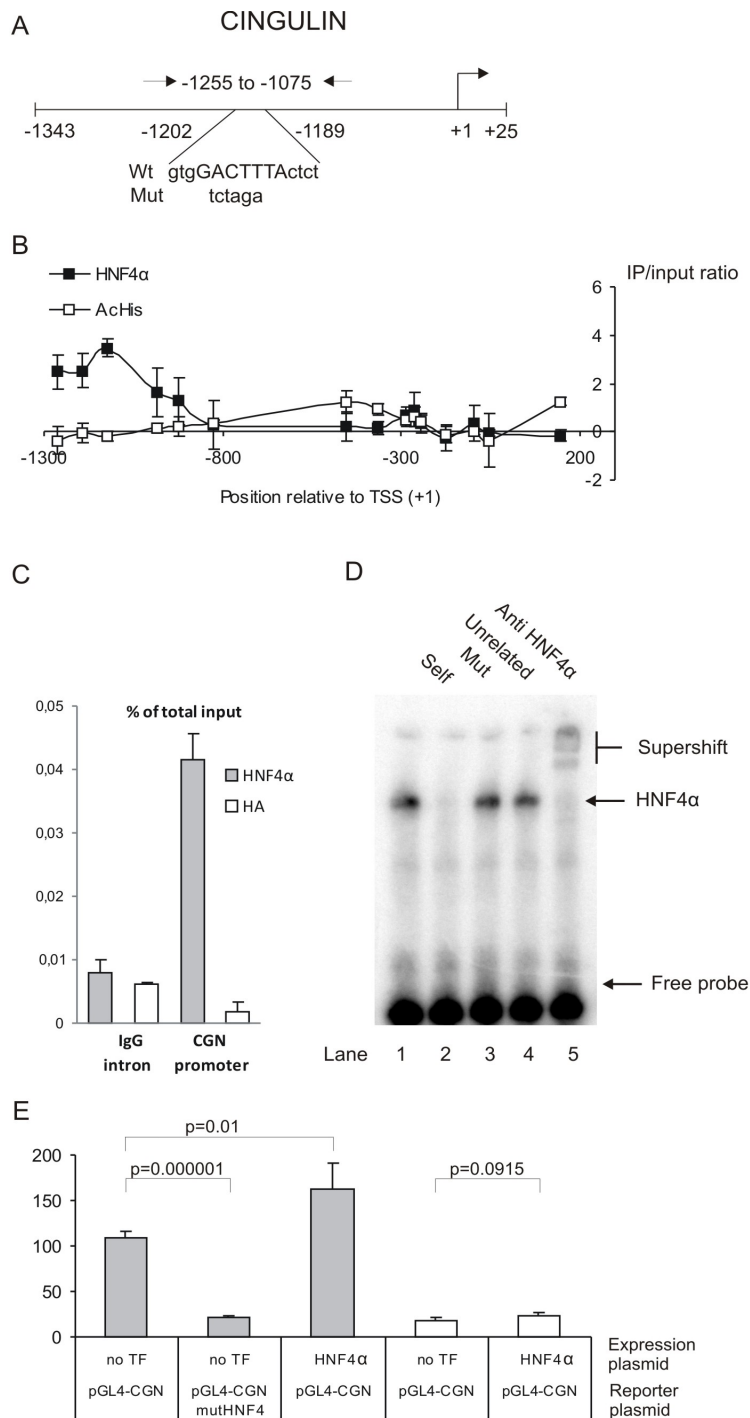 A
CINGULIN
-1255 to -1075
-1343
-1202
-1189
+1
+25
Wt gtgGACTTTActct
Mut tctaga
B
HNF4α
AcHis
IP/input ratio
6
4
2
0
-2
-1300
-800
-300
200
Position relative to TSS (+1)
C
% of total input
0,05
0,04
0,03
0,02
0,01
0
HNF4α
HA
IgG intron
CGN promoter
D
Self
Mut
Unrelated
Anti HNF4α
Supershift
HNF4α
Free probe
Lane 1 2 3 4 5
E
p=0.01
p=0.000001
p=0.0915
200
150
100
50
0
no TF no TF HNF4α no TF HNF4α Expression plasmid
pGL4-CGN pGL4-CGN mutHNF4 pGL4-CGN pGL4-CGN pGL4-CGN Reporter plasmid